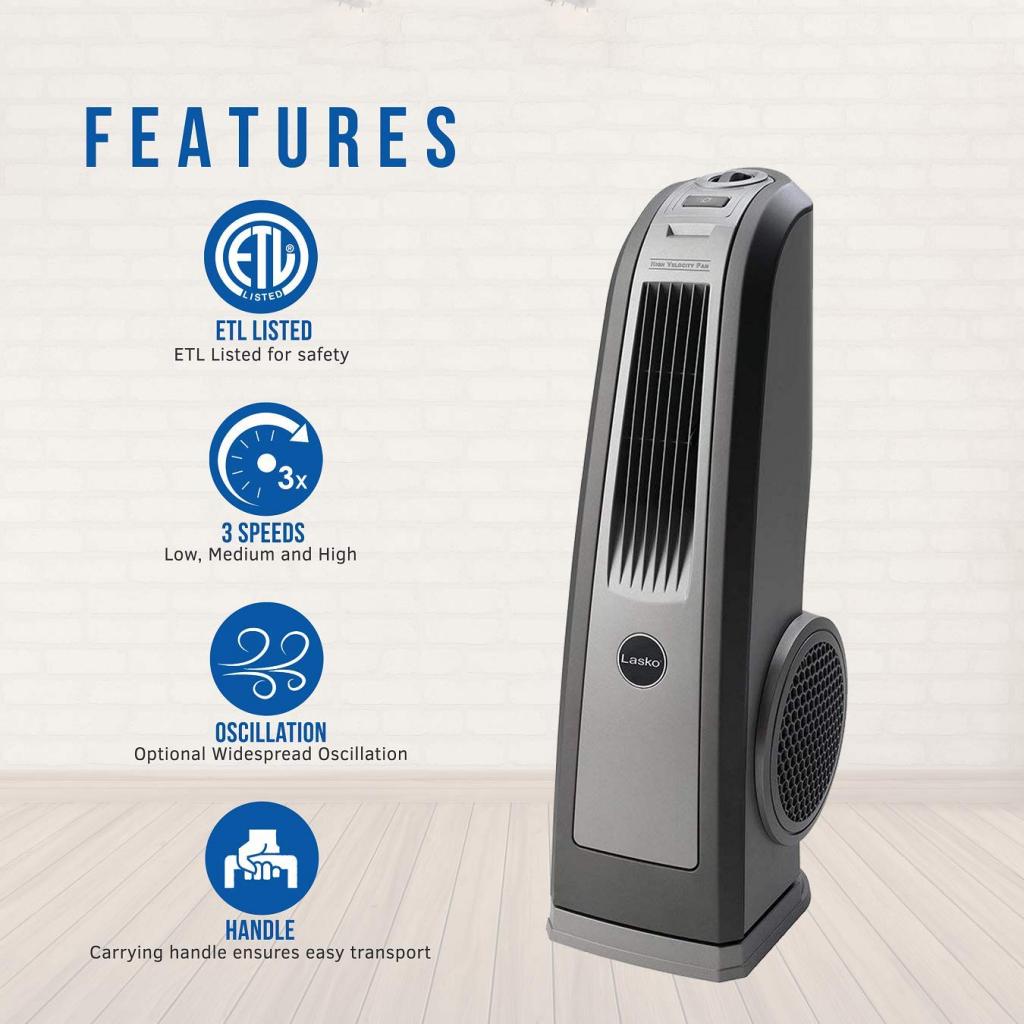 FEATURES
ETL®
LISTED
ETL LISTED
ETL Listed for safety
3x
3 SPEEDS
Low, Medium and High
OSCILLATION
Optional Widespread Oscillation
HANDLE
Carrying handle ensures easy transport
HIGH VELOCITY FAN
Lasko